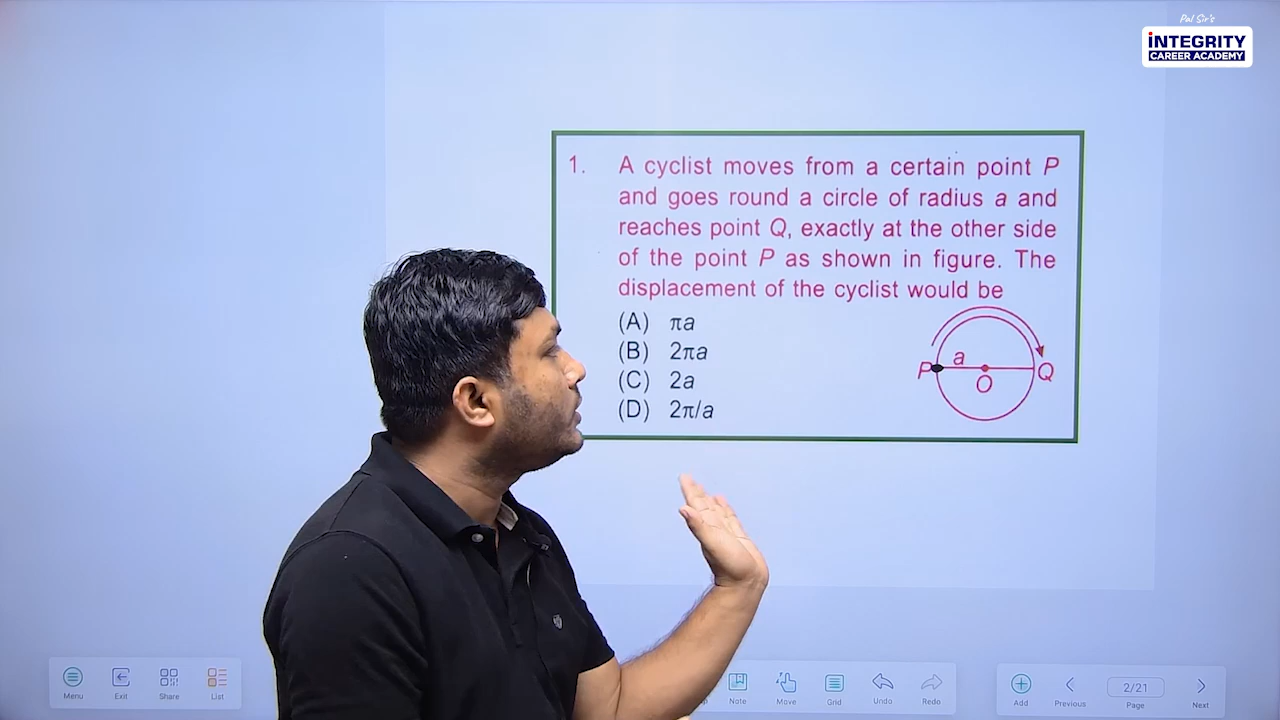 Pal Sir's
iNTEGRITY
CAREER ACADEMY
1. A cyclist moves from a certain point P
and goes round a circle of radius a and
reaches point Q, exactly at the other side
of the point P as shown in figure. The
displacement of the cyclist would be
(A) πa
(B) 2πa
(C) 2a
(D) 2π/a
P a O Q
Menu Exit Share List Note Move Grid Undo Redo Add Previous 2/21 Page Next